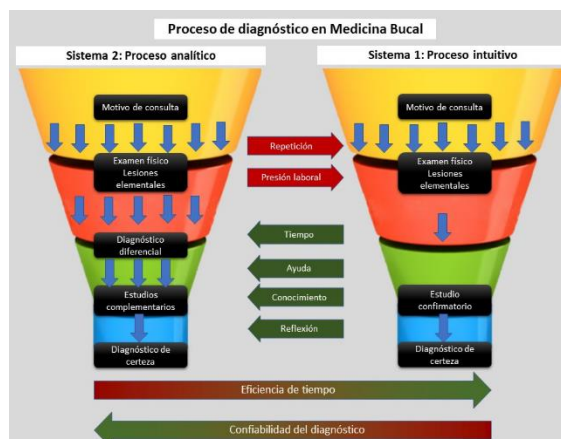 Proceso de diagnóstico en Medicina Bucal
Sistema 2: Proceso analítico
Sistema 1: Proceso intuitivo
Motivo de consulta
Motivo de consulta
Repetición
Examen físico
Lesiones
elementales
Examen físico
Lesiones
elementales
Presión laboral
Tiempo
Diagnóstico
diferencial
Ayuda
Estudios
complementarios
Conocimiento
Estudio
confirmatorio
Reflexión
Diagnóstico de
certeza
Diagnóstico de
certeza
Eficiencia de tiempo
Confiabilidad del diagnóstico